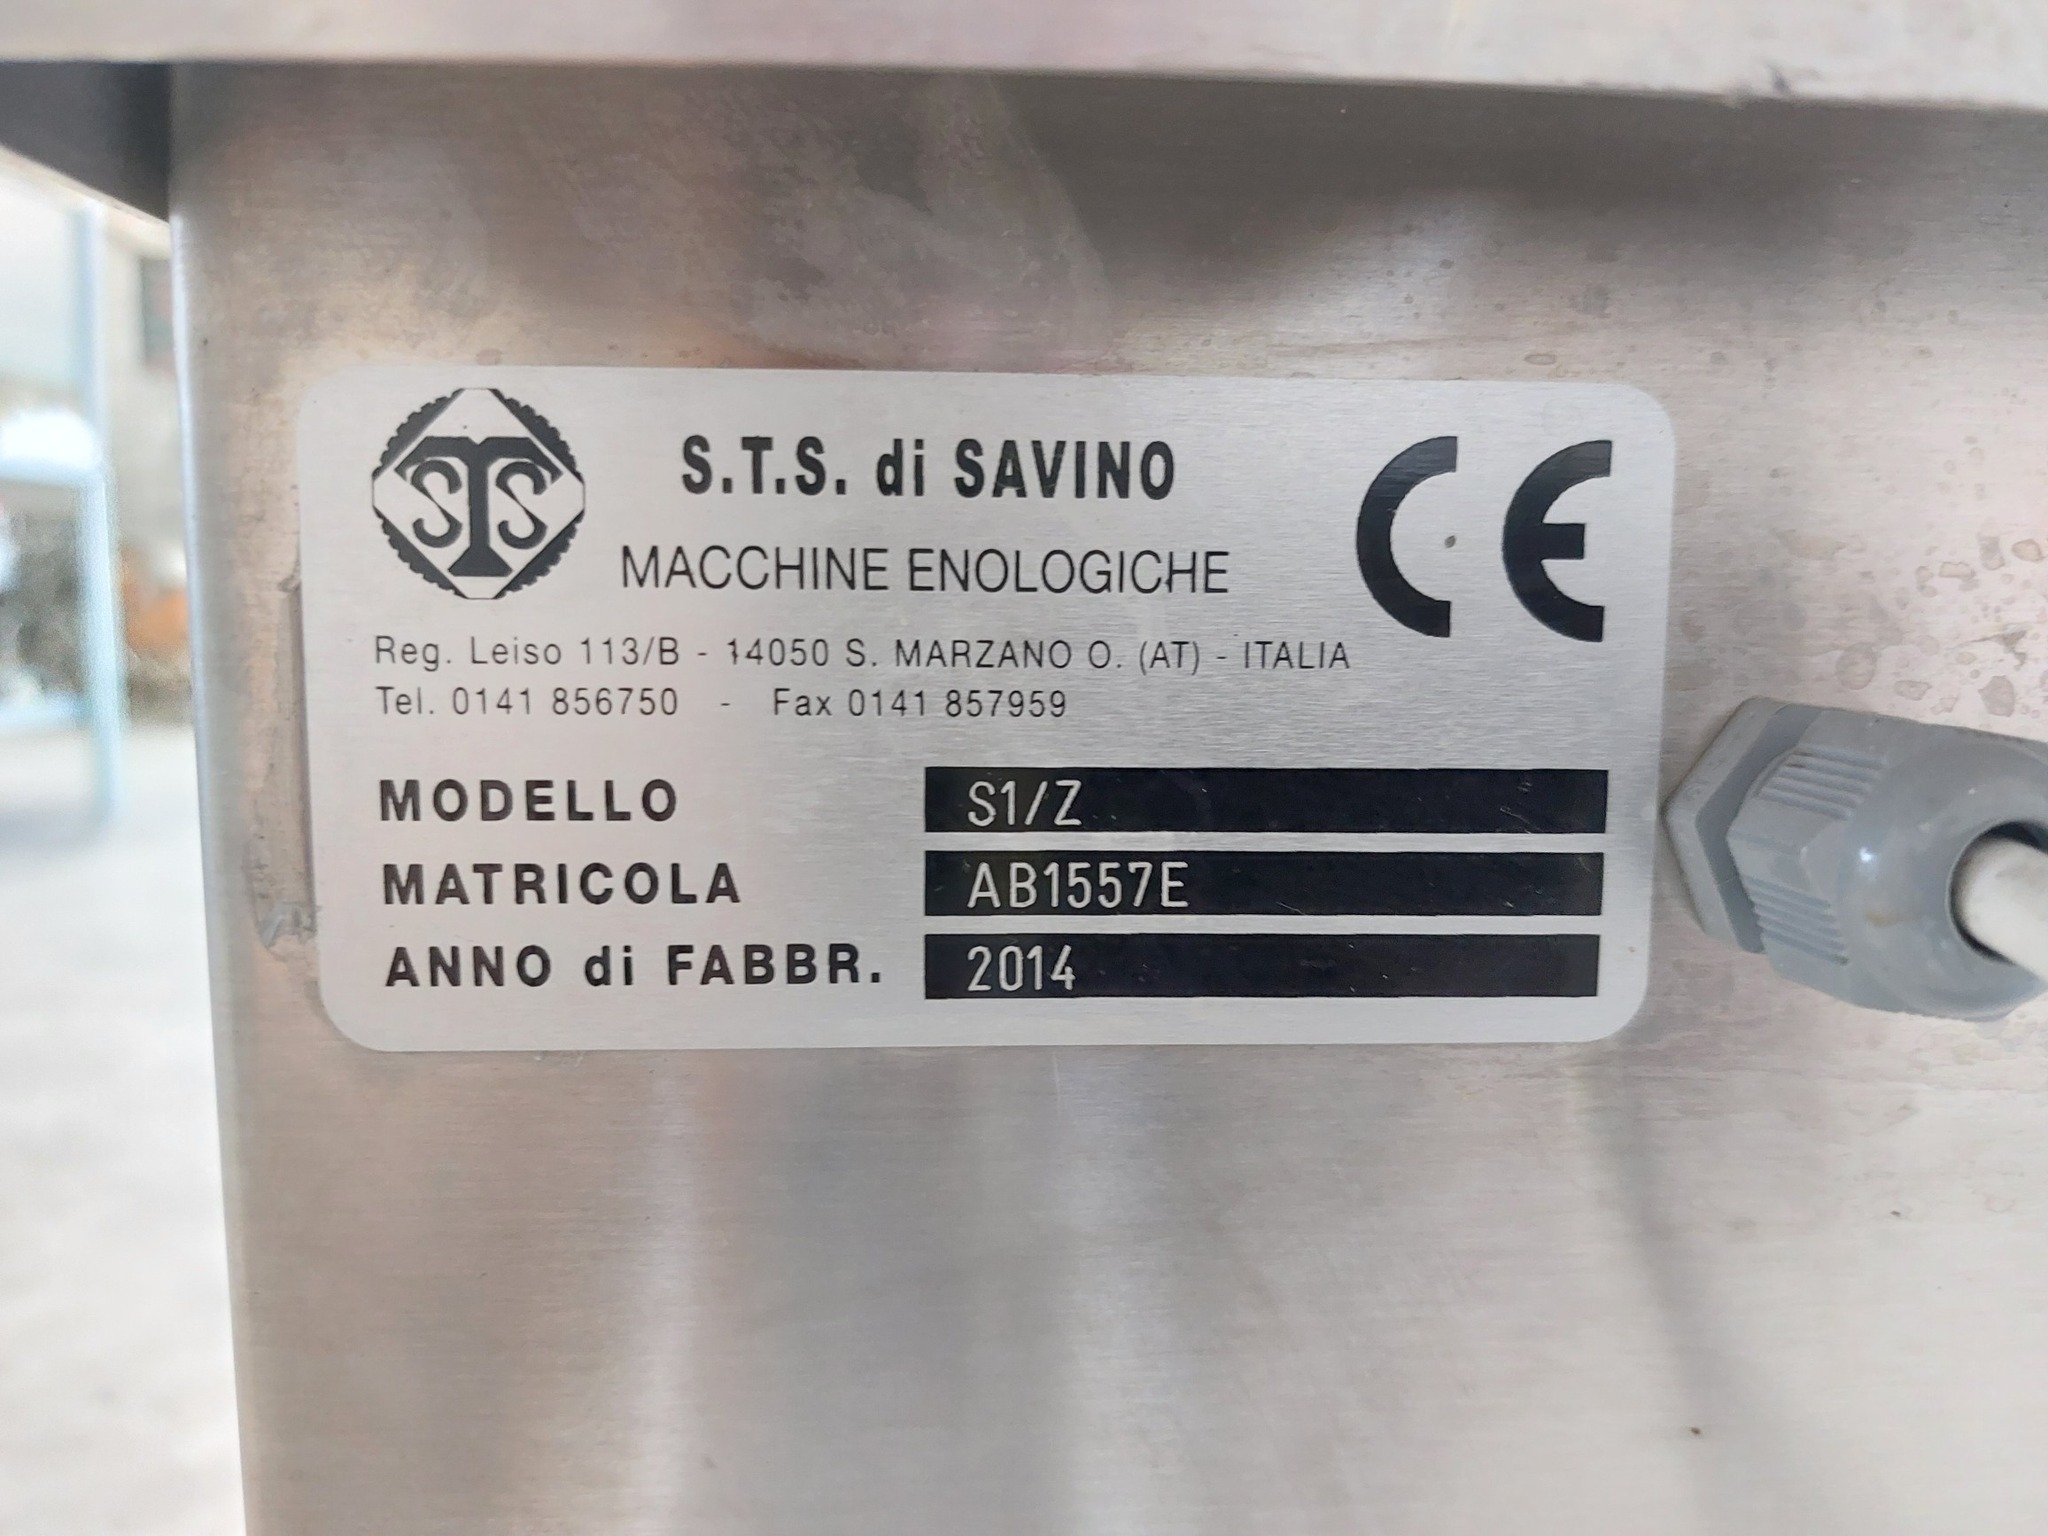 STS
S.T.S. di SAVINO
MACCHINE ENOLOGICHE
CE
Reg. Leiso 113/B - 14050 S. MARZANO O. (AT) - ITALIA
Tel. 0141 856750 - Fax 0141 857959
MODELLO S1/Z
MATRICOLA AB1557E
ANNO di FABBR. 2014